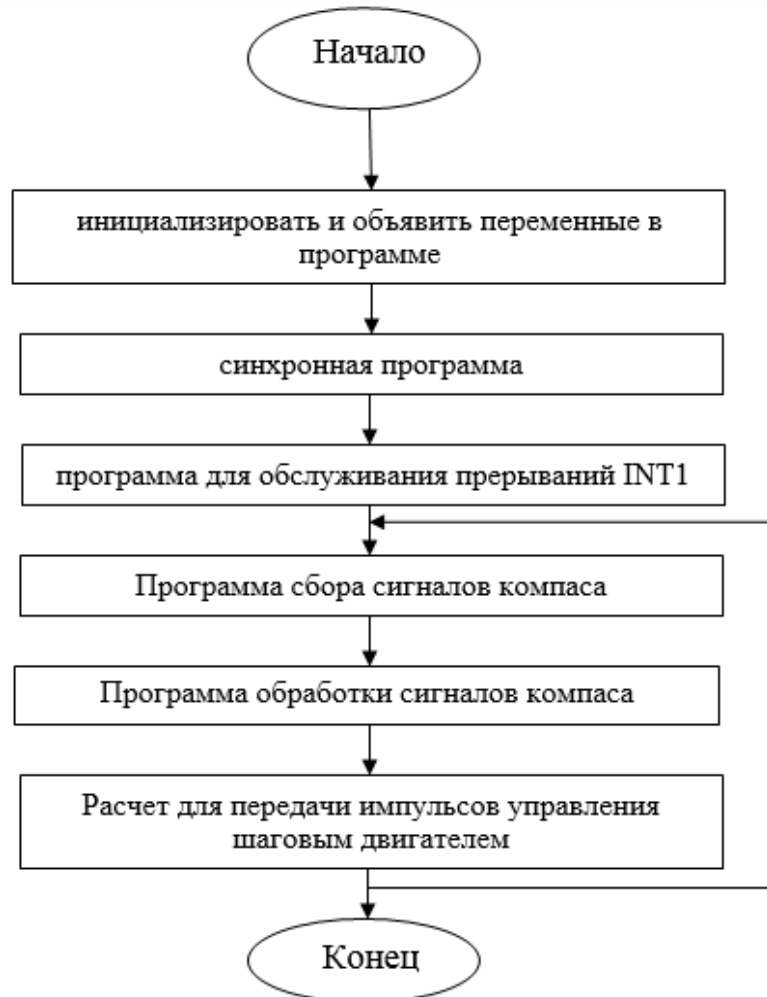 Начало
инициализировать и объявить переменные в
программе
синхронная программа
программа для обслуживания прерываний INT1
Программа сбора сигналов компаса
Программа обработки сигналов компаса
Расчет для передачи импульсов управления
шаговым двигателем
Конец